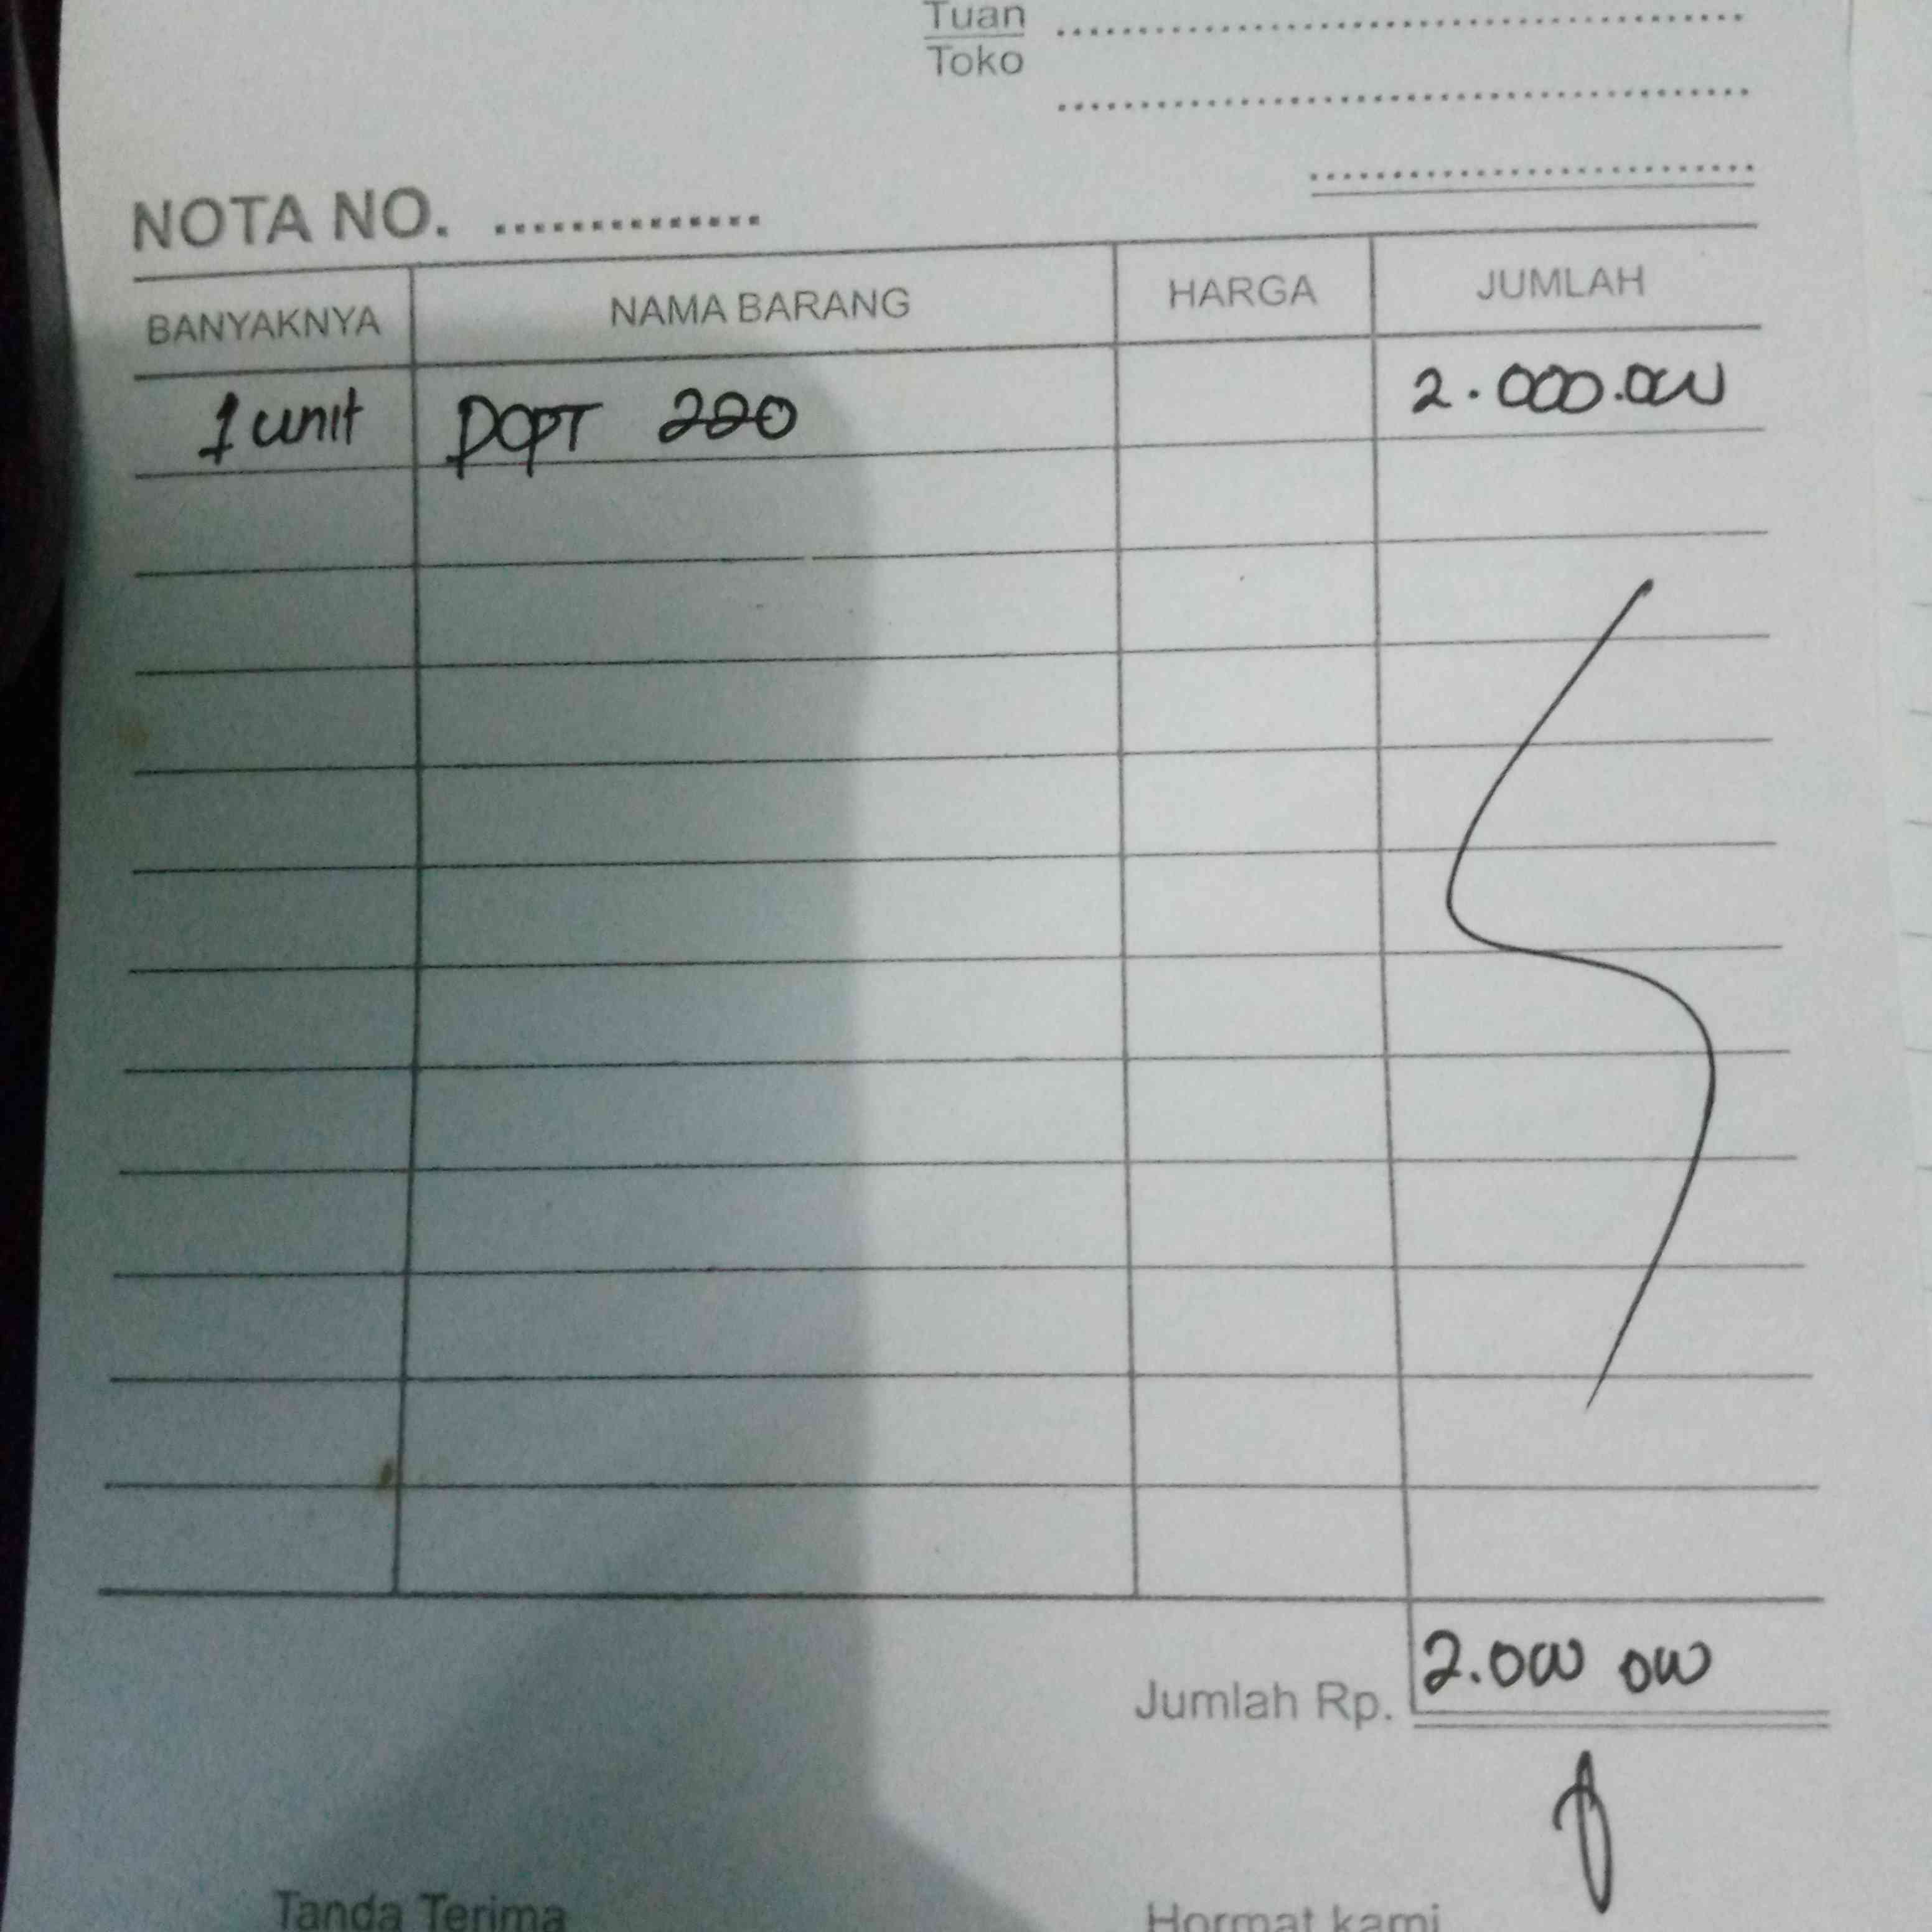 Tuan
Toko
NOTA NO.
BANYAKNYA NAMA BARANG HARGA JUMLAH
1 unit DOPT 220 2.000.000
Jumlah Rp. 2.000 000
Tanda Terima Hormat kami